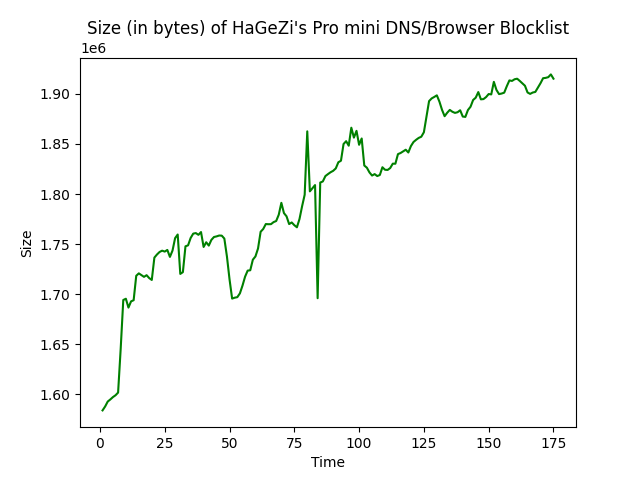 Size (in bytes) of HaGeZi's Pro mini DNS/Browser Blocklist
1e6
1.90
1.85
1.80
1.75
1.70
1.65
1.60
Size
0 25 50 75 100 125 150 175
Time